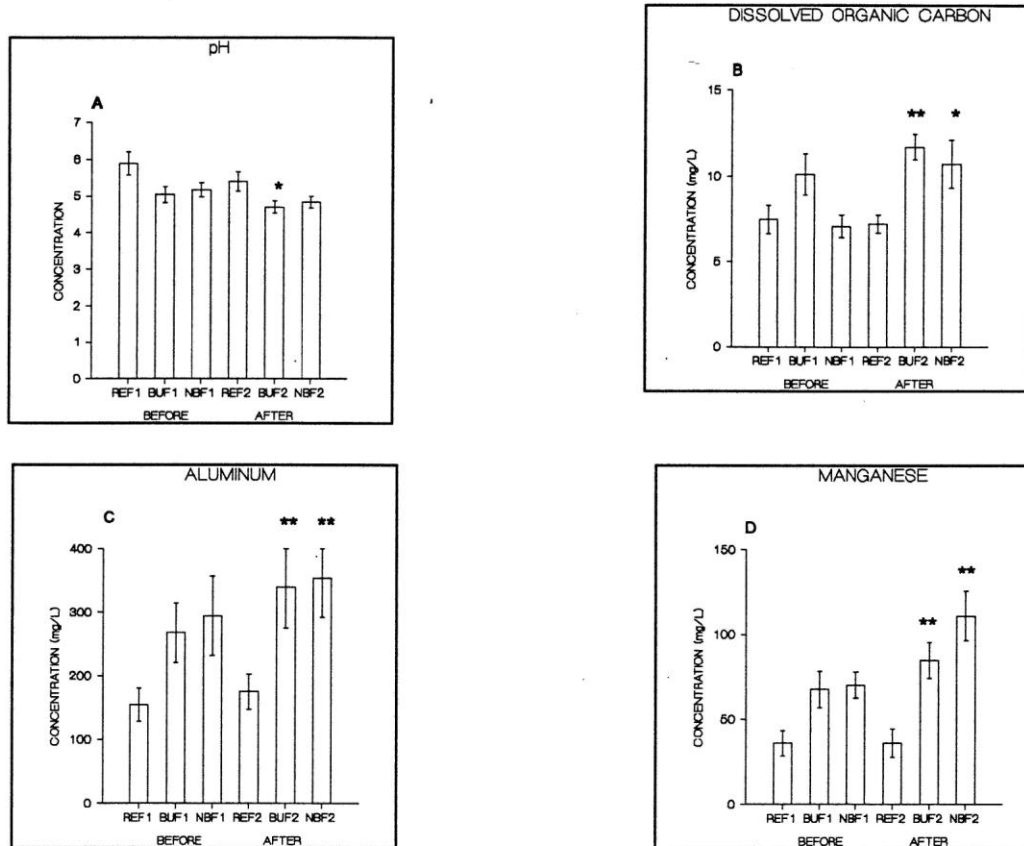 pH
A
7
6
5
4
3
2
1
0
CONCENTRATION
*
REF1 BUF1 NBF1 REF2 BUF2 NBF2
BEFORE AFTER
DISSOLVED ORGANIC CARBON
B
15
10
5
0
CONCENTRATION (mg/L)
** *
REF1 BUF1 NBF1 REF2 BUF2 NBF2
BEFORE AFTER
ALUMINUM
C
400
300
200
100
0
CONCENTRATION (mg/L)
** **
REF1 BUF1 NBF1 REF2 BUF2 NBF2
BEFORE AFTER
MANGANESE
D
150
100
50
0
CONCENTRATION (mg/L)
**
**
REF1 BUF1 NBF1 REF2 BUF2 NBF2
BEFORE AFTER